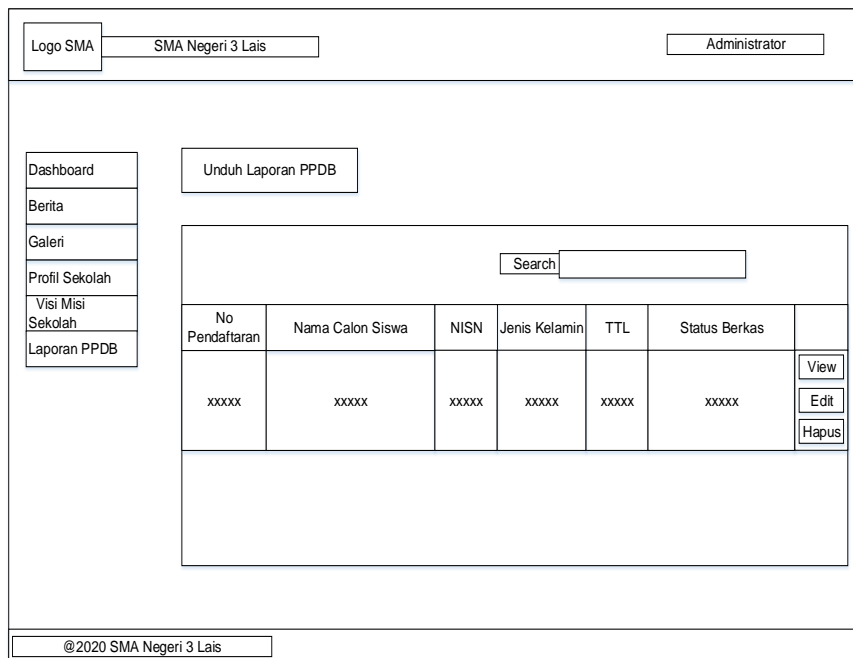 Logo SMA
SMA Negeri 3 Lais
Administrator
Dashboard
Berita
Galeri
Profil Sekolah
Visi Misi
Sekolah
Laporan PPDB
Unduh Laporan PPDB
Search
No
Pendaftaran
Nama Calon Siswa
NISN
Jenis Kelamin
TTL
Status Berkas
xxxxx
xxxxx
xxxxx
xxxxx
xxxxx
xxxxx
View
Edit
Hapus
@2020 SMA Negeri 3 Lais